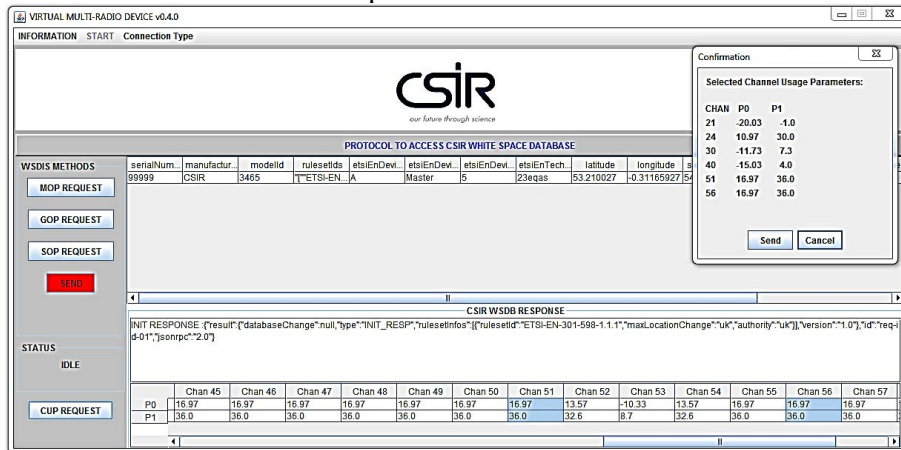 VIRTUAL MULTI-RADIO DEVICE v0.4.0
INFORMATION START Connection Type
CSIR
our future through science
PROTOCOL TO ACCESS CSIR WHITE SPACE DATABASE
WSDIS METHODS
MOP REQUEST
GOP REQUEST
SOP REQUEST
SEND
STATUS
IDLE
CUP REQUEST
serialNum... manufactur... modelId rulesetIds etsiEnDevi... etsiEnDevi... etsiEnDevi... etsiEnTech... latitude longitude
99999 CSIR 3465 "[""ETSI-EN... A Master 5 23eqas 53.210027 -0.31165927
CSIR WSDB RESPONSE
INIT RESPONSE :{"result":{"databaseChange":null,"type":"INIT_RESP","rulesetInfos":[{"rulesetId":"ETSI-EN-301-598-1.1.1","maxLocationChange":"uk","authority":"uk"}],"version":"1.0"},"id":"req-i
d-01","jsonrpc":"2.0"}
Chan 45 Chan 46 Chan 47 Chan 48 Chan 49 Chan 50 Chan 51 Chan 52 Chan 53 Chan 54 Chan 55 Chan 56 Chan 57
P0 16.97 16.97 16.97 16.97 16.97 16.97 16.97 13.57 -10.33 13.57 16.97 16.97 16.97
P1 36.0 36.0 36.0 36.0 36.0 36.0 36.0 32.6 8.7 32.6 36.0 36.0 36.0
Confirmation
Selected Channel Usage Parameters:
CHAN P0 P1
21 -20.03 -1.0
24 10.97 30.0
30 -11.73 7.3
40 -15.03 4.0
51 16.97 36.0
56 16.97 36.0
Send Cancel